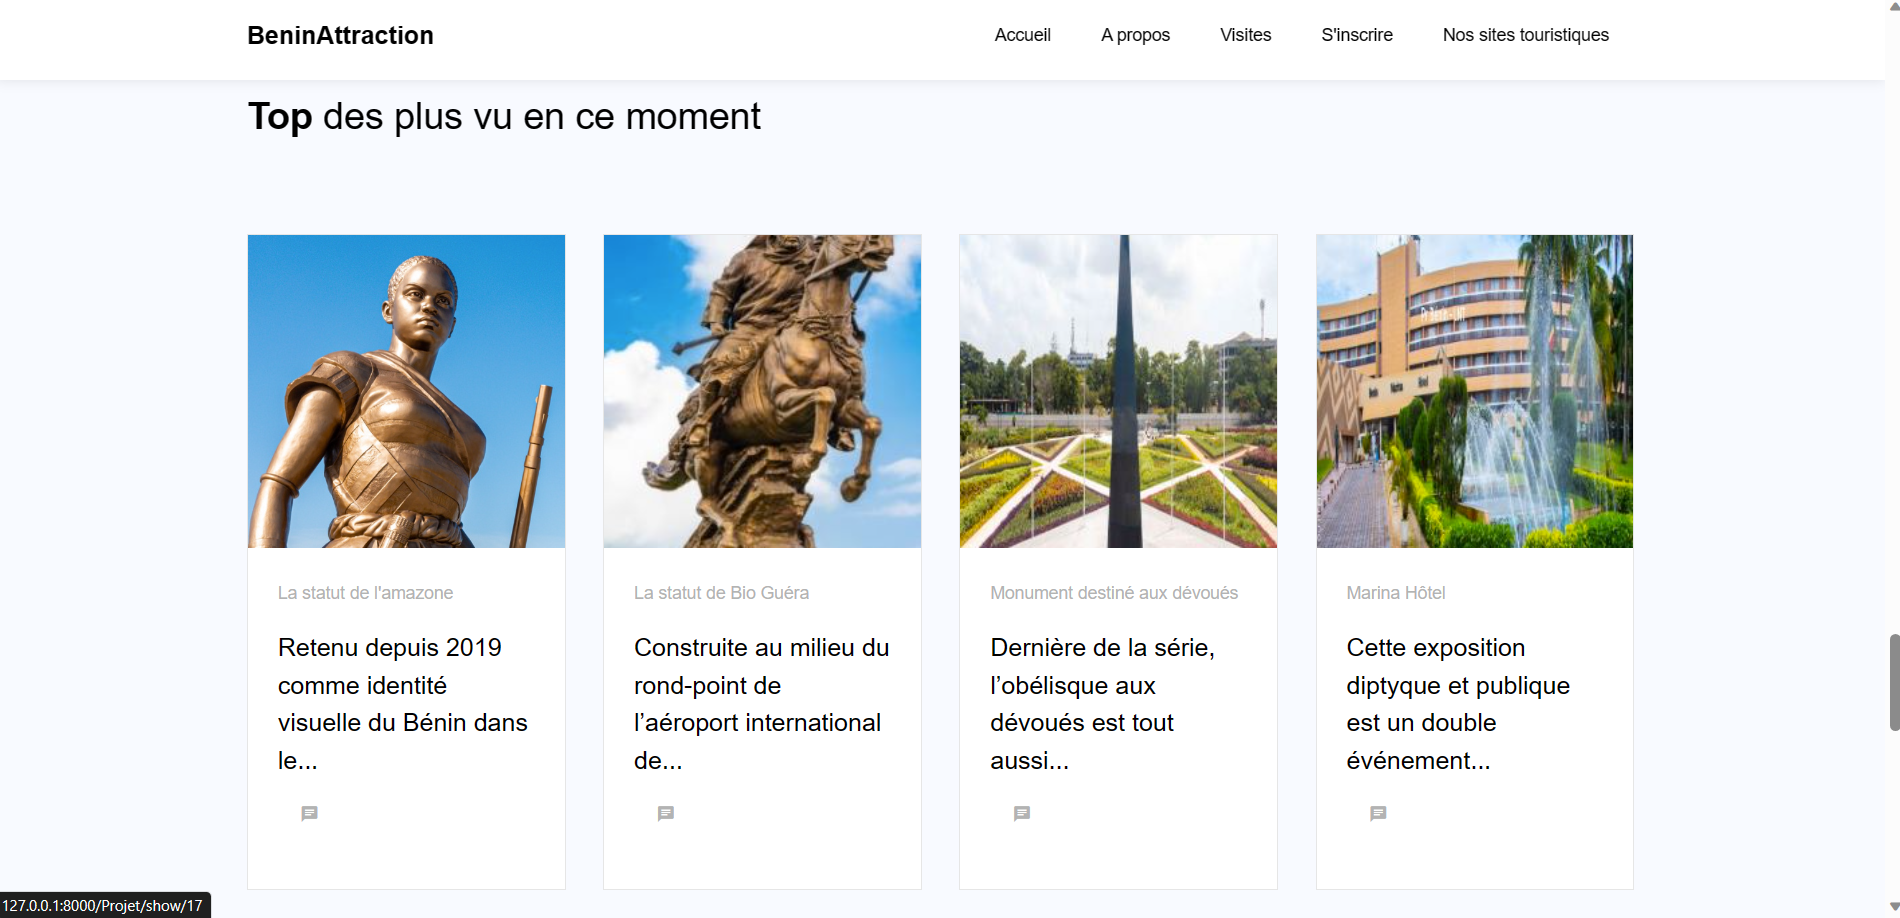 BeninAttraction
Accueil
A propos
Visites
S'inscrire
Nos sites touristiques
Top des plus vu en ce moment
La statut de l'amazone
Retenu depuis 2019
comme identité
visuelle du Bénin dans
le...
La statut de Bio Guéra
Construite au milieu du
rond-point de
l’aéroport international
de...
Monument destiné aux dévoués
Dernière de la série,
l’obélisque aux
dévoués est tout
aussi...
Marina Hôtel
Cette exposition
diptyque et publique
est un double
événement...
127.0.0.1:8000/Projet/show/17